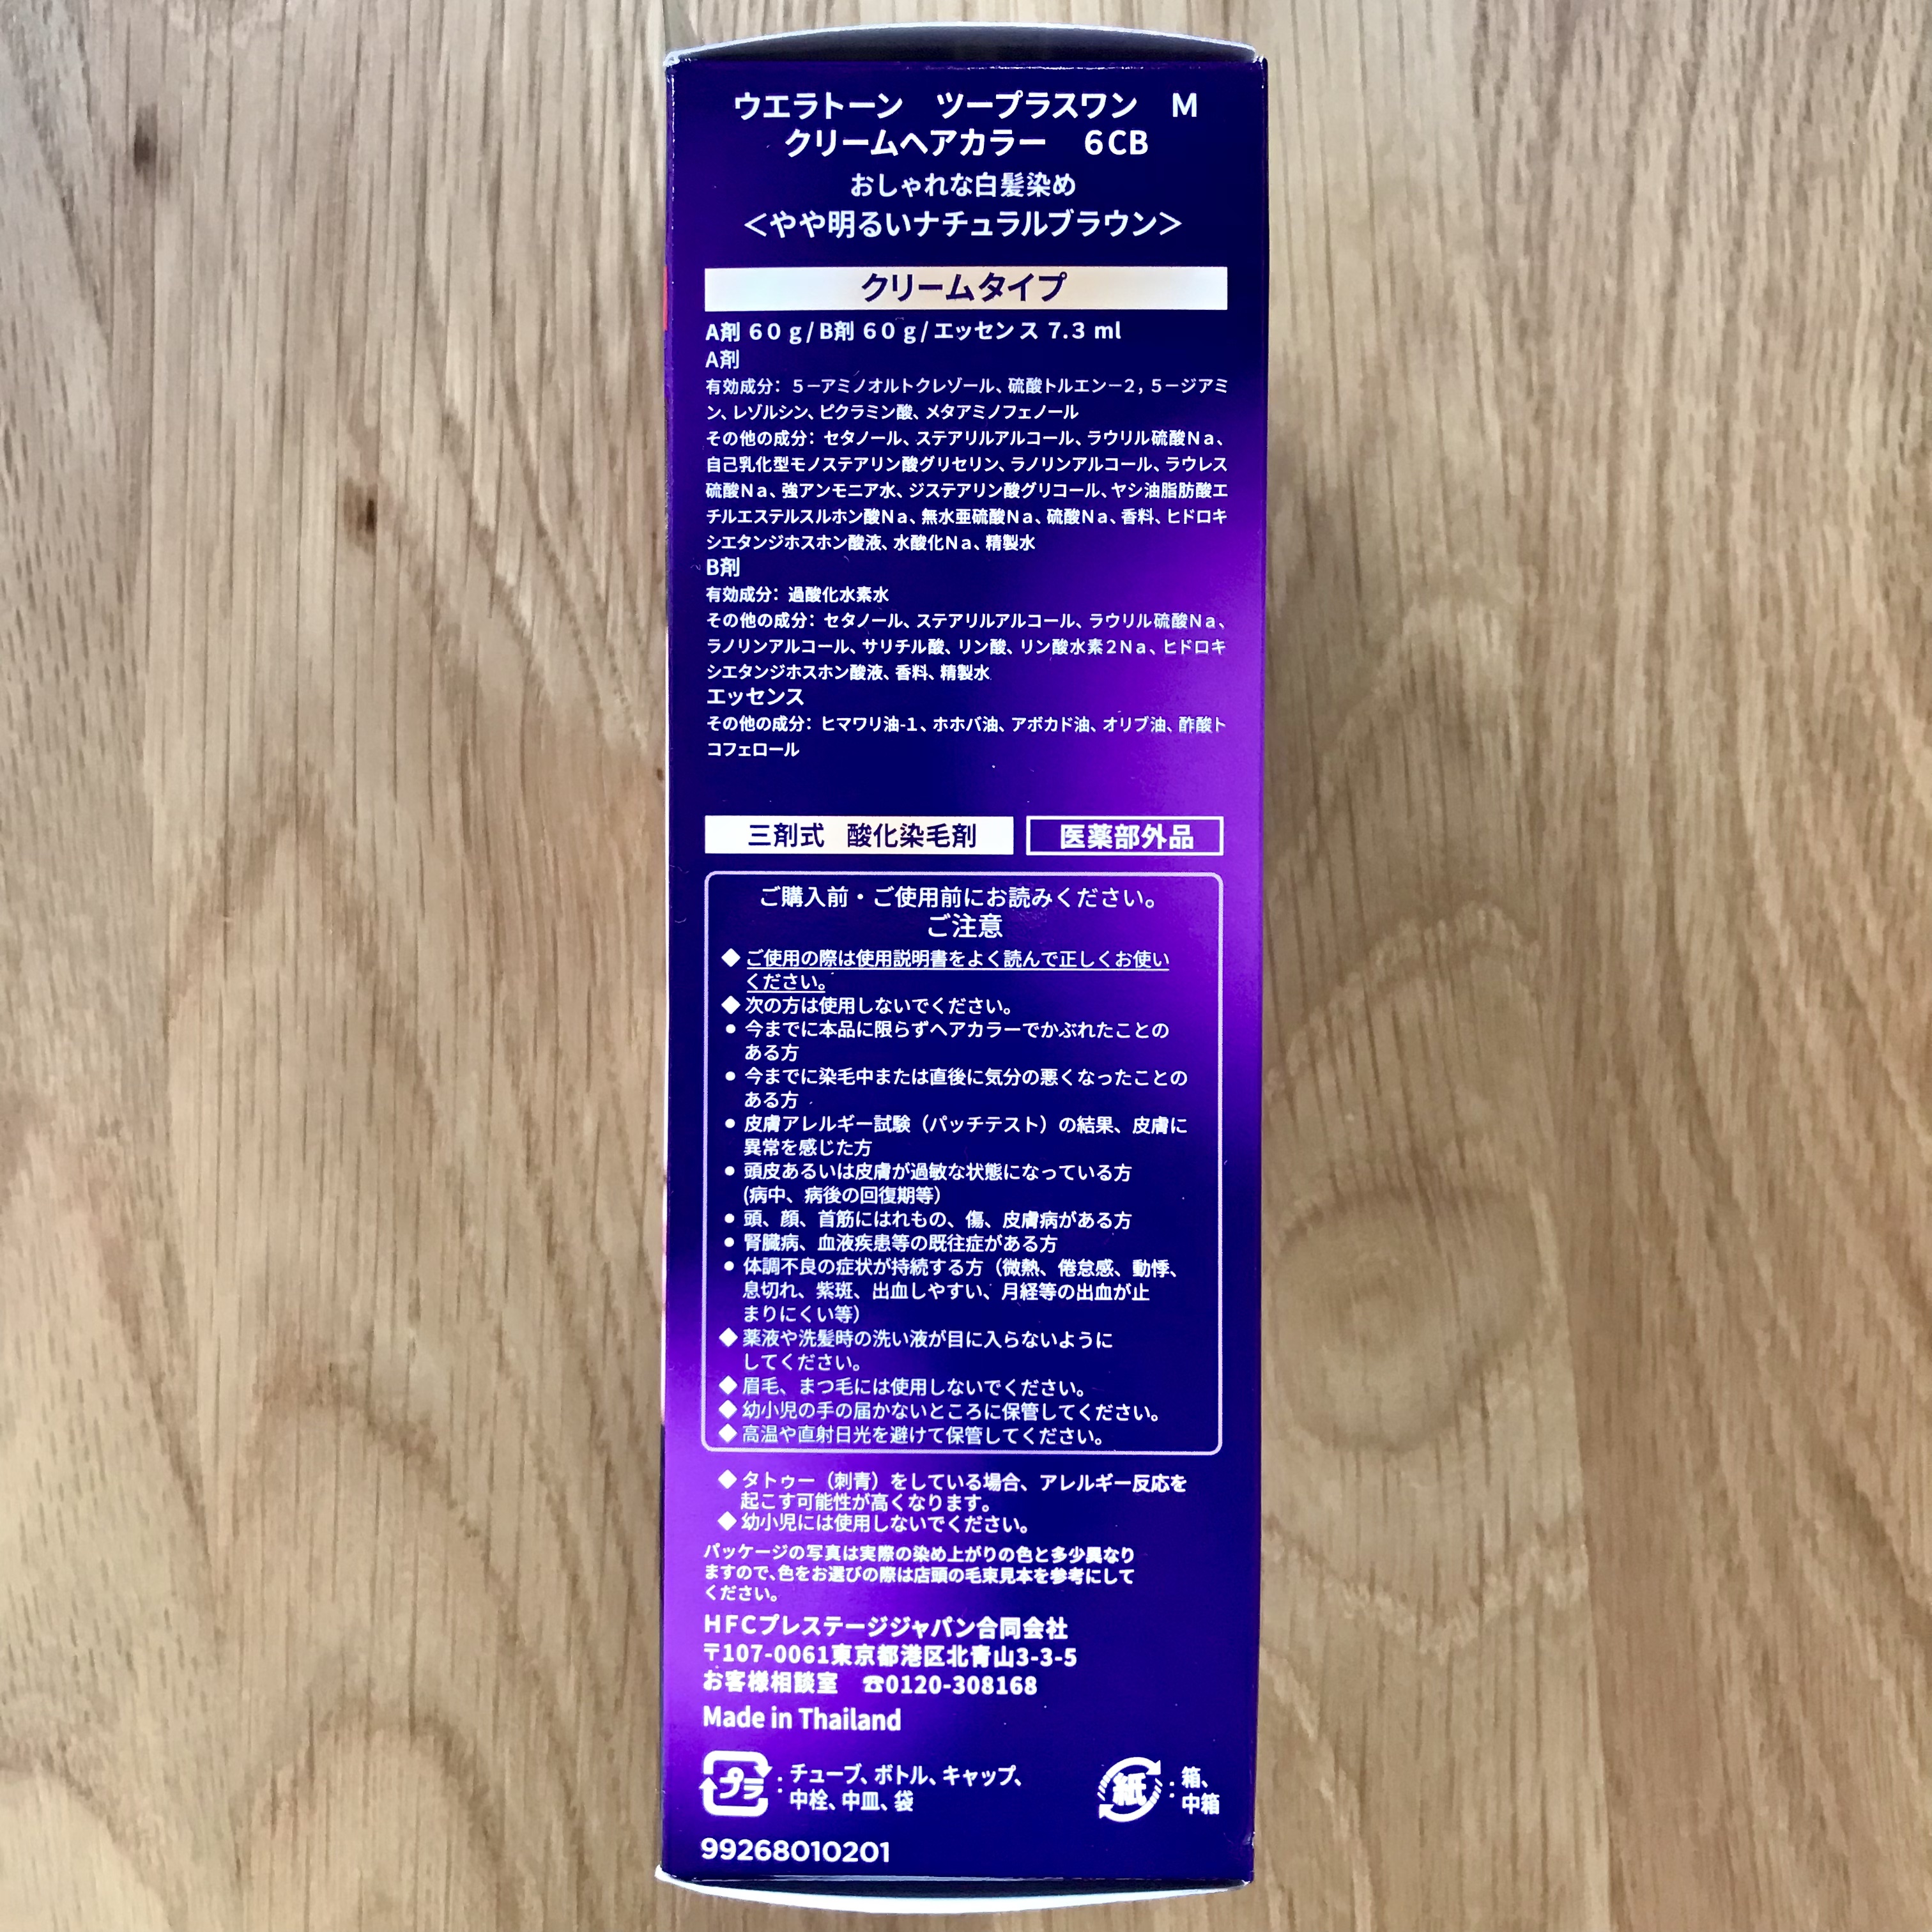 ウエラトーン　ツープラスワン　M
クリームヘアカラー　6CB
おしゃれな白髪染め
＜やや明るいナチュラルブラウン＞
クリームタイプ
A剤 60 g/B剤 60 g/エッセンス 7.3 ml
A剤
有効成分：5－アミノオルトクレゾール、硫酸トルエン－2，5－ジアミ
ン、レゾルシン、ピクラミン酸、メタアミノフェノール
その他の成分：セタノール、ステアリルアルコール、ラウリル硫酸Na、
自己乳化型モノステアリン酸グリセリン、ラノリンアルコール、ラウレス
硫酸Na、強アンモニア水、ジステアリン酸グリコール、ヤシ油脂肪酸エ
チルエステルスルホン酸Na、無水亜硫酸Na、硫酸Na、香料、ヒドロキ
シエタンジホスホン酸液、水酸化Na、精製水
B剤
有効成分：過酸化水素水
その他の成分：セタノール、ステアリルアルコール、ラウリル硫酸Na、
ラノリンアルコール、サリチル酸、リン酸、リン酸水素2Na、ヒドロキ
シエタンジホスホン酸液、香料、精製水
エッセンス
その他の成分：ヒマワリ油-1、ホホバ油、アボカド油、オリブ油、酢酸ト
コフェロール
三剤式　酸化染毛剤　医薬部外品
ご購入前・ご使用前にお読みください。
ご注意
◆ご使用の際は使用説明書をよく読んで正しくお使い
ください。
◆次の方は使用しないでください。
●今までに本品に限らずヘアカラーでかぶれたことの
ある方
●今までに染毛中または直後に気分の悪くなったことの
ある方
●皮膚アレルギー試験（パッチテスト）の結果、皮膚に
異常を感じた方
●頭皮あるいは皮膚が過敏な状態になっている方
(病中、病後の回復期等）
●頭、顔、首筋にはれもの、傷、皮膚病がある方
●腎臓病、血液疾患等の既往症がある方
●体調不良の症状が持続する方（微熱、倦怠感、動悸、
息切れ、紫斑、出血しやすい、月経等の出血が止
まりにくい等）
◆薬液や洗髪時の洗い液が目に入らないように
してください。
◆眉毛、まつ毛には使用しないでください。
◆幼小児の手の届かないところに保管してください。
◆高温や直射日光を避けて保管してください。
◆タトゥー（刺青）をしている場合、アレルギー反応を
起こす可能性が高くなります。
◆幼小児には使用しないでください。
パッケージの写真は実際の染め上がりの色と多少異なり
ますので、色をお選びの際は店頭の毛束見本を参考にして
ください。
HFCプレステージジャパン合同会社
〒107-0061東京都港区北青山3-3-5
お客様相談室　☎0120-308168
Made in Thailand
プラ：チューブ、ボトル、キャップ、
中栓、中皿、袋
紙：箱、
中箱
99268010201